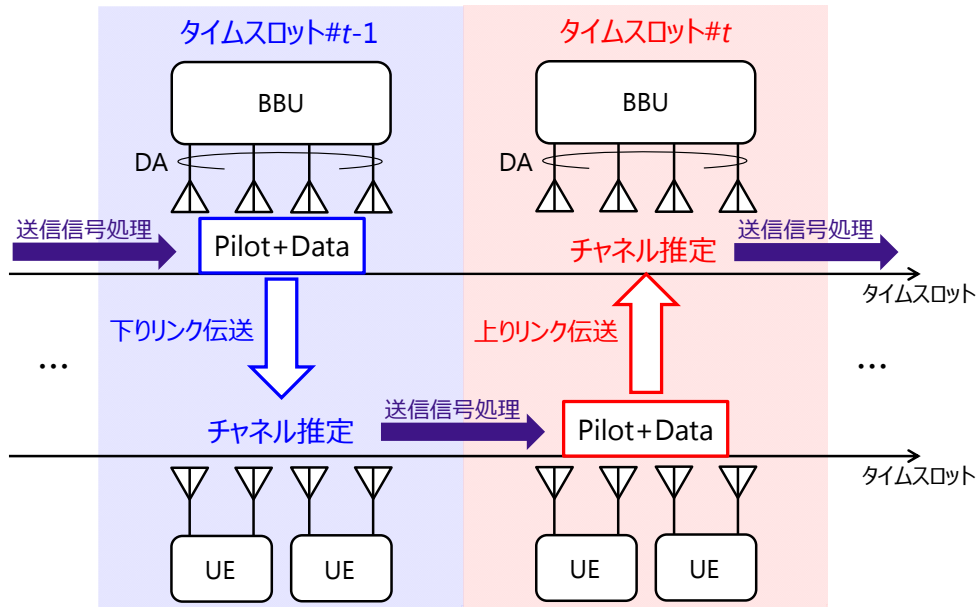 タイムスロット#t-1
タイムスロット#t
BBU
BBU
DA
DA
送信信号処理
Pilot+Data
チャネル推定
送信信号処理
タイムスロット
下りリンク伝送
上りリンク伝送
...
...
チャネル推定
送信信号処理
Pilot+Data
タイムスロット
UE
UE
UE
UE